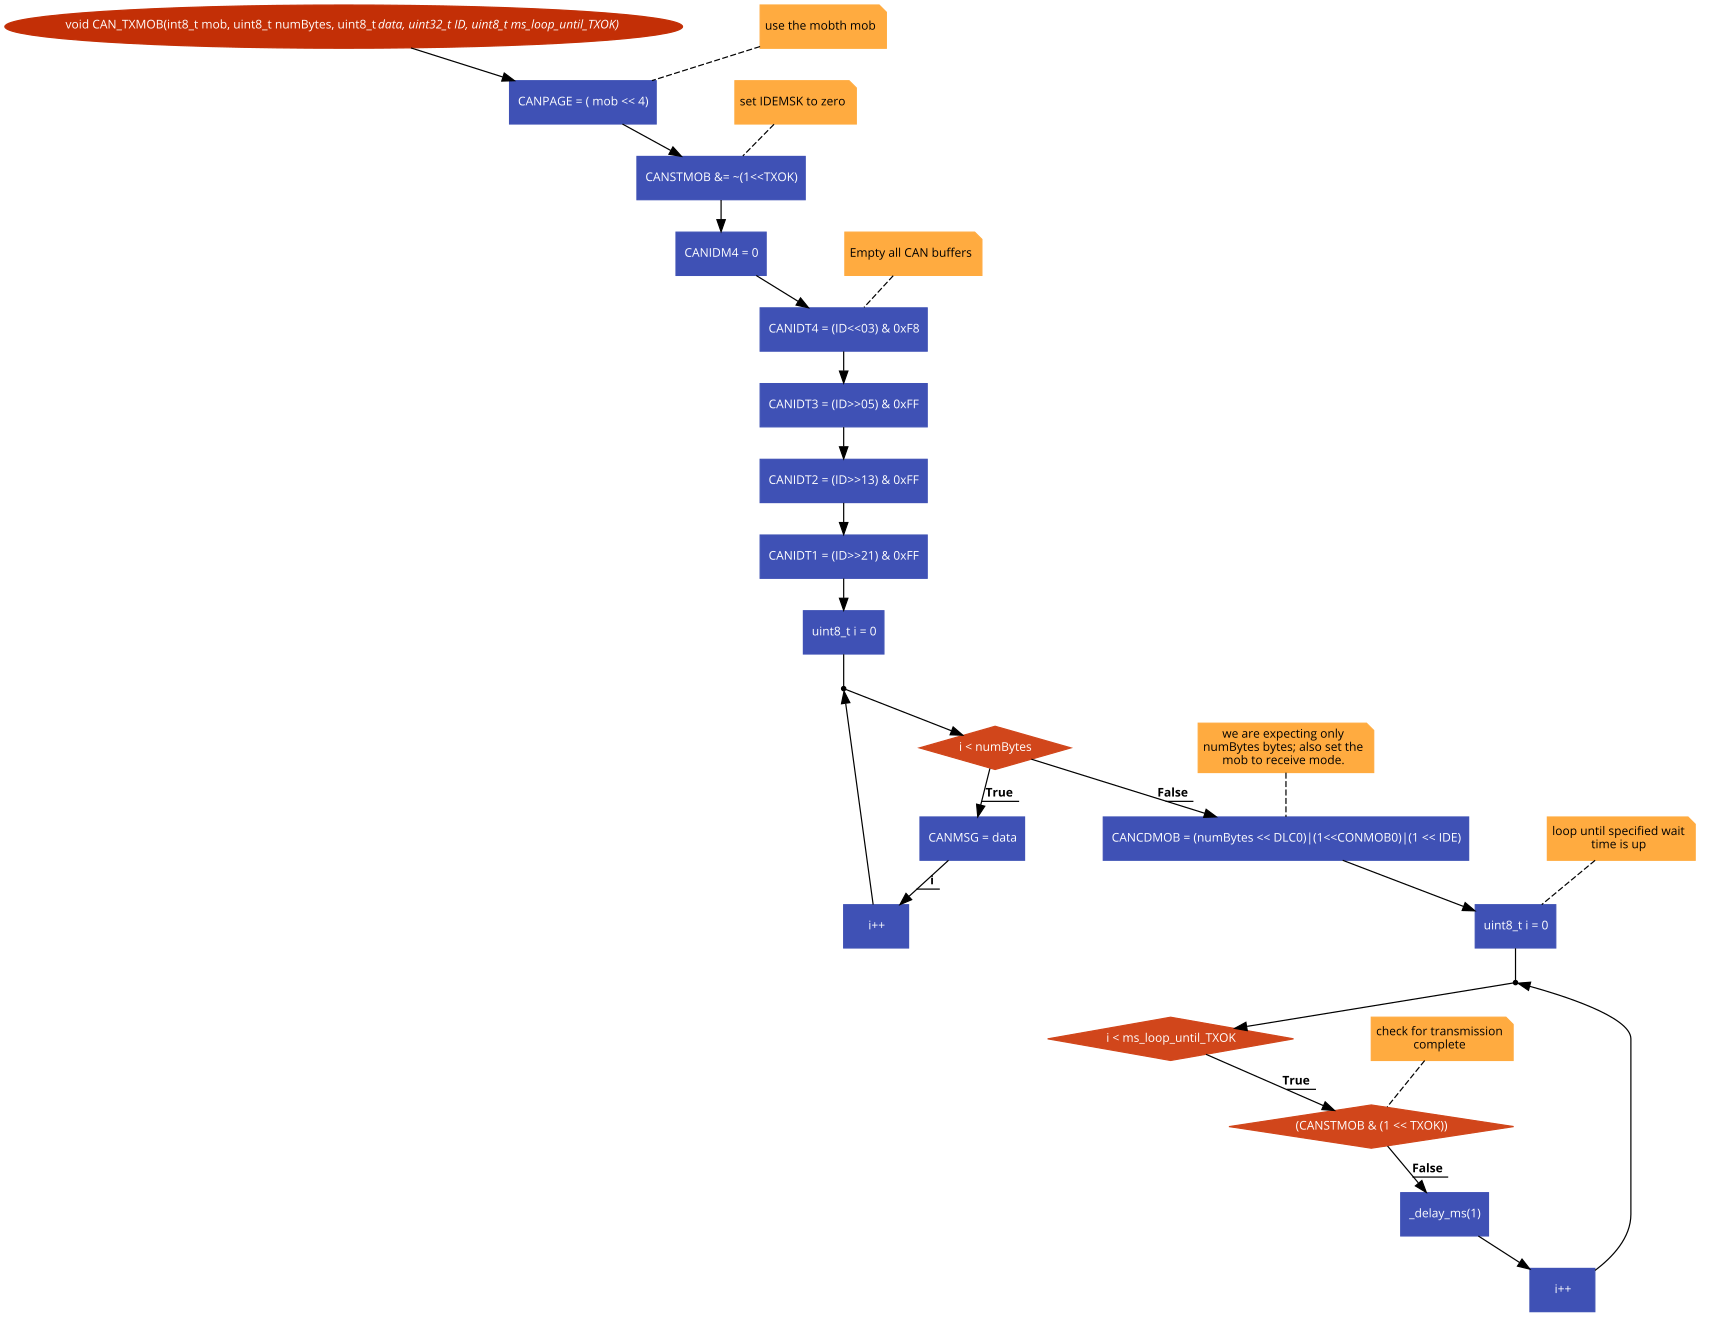 void CAN_TXMOB(int8_t mob, uint8_t numBytes, uint8_t data, uint32_t ID, uint8_t ms_loop_until_TXOK)
use the mobth mob
CANPAGE = ( mob << 4)
set IDEMSK to zero
CANSTMOB &= ~(1<<TXOK)
CANIDM4 = 0
Empty all CAN buffers
CANIDT4 = (ID<<03) & 0xF8
CANIDT3 = (ID>>05) & 0xFF
CANIDT2 = (ID>>13) & 0xFF
CANIDT1 = (ID>>21) & 0xFF
uint8_t i = 0
i < numBytes
we are expecting only
numBytes bytes; also set the
mob to receive mode.
True
False
CANMSG = data
CANCDMOB = (numBytes << DLC0)|(1<<CONMOB0)|(1 << IDE)
loop until specified wait
time is up
i++
uint8_t i = 0
i < ms_loop_until_TXOK
check for transmission
complete
True
(CANSTMOB & (1 << TXOK))
False
_delay_ms(1)
i++